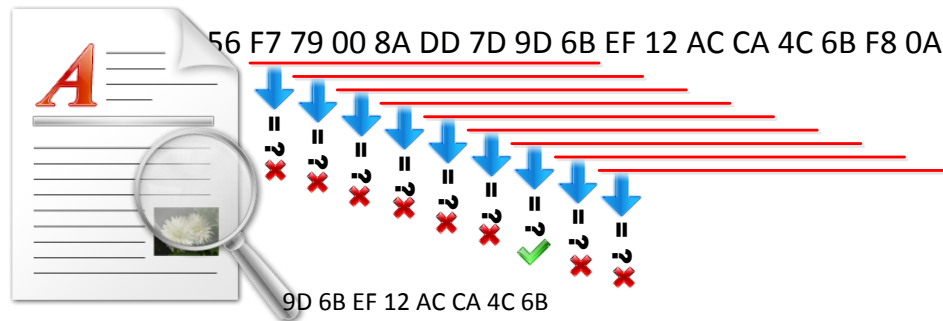 56 F7 79 00 8A DD 7D 9D 6B EF 12 AC CA 4C 6B F8 0A
A
= ? = ? = ? = ? = ? = ? = ? = ? = ?
9D 6B EF 12 AC CA 4C 6B